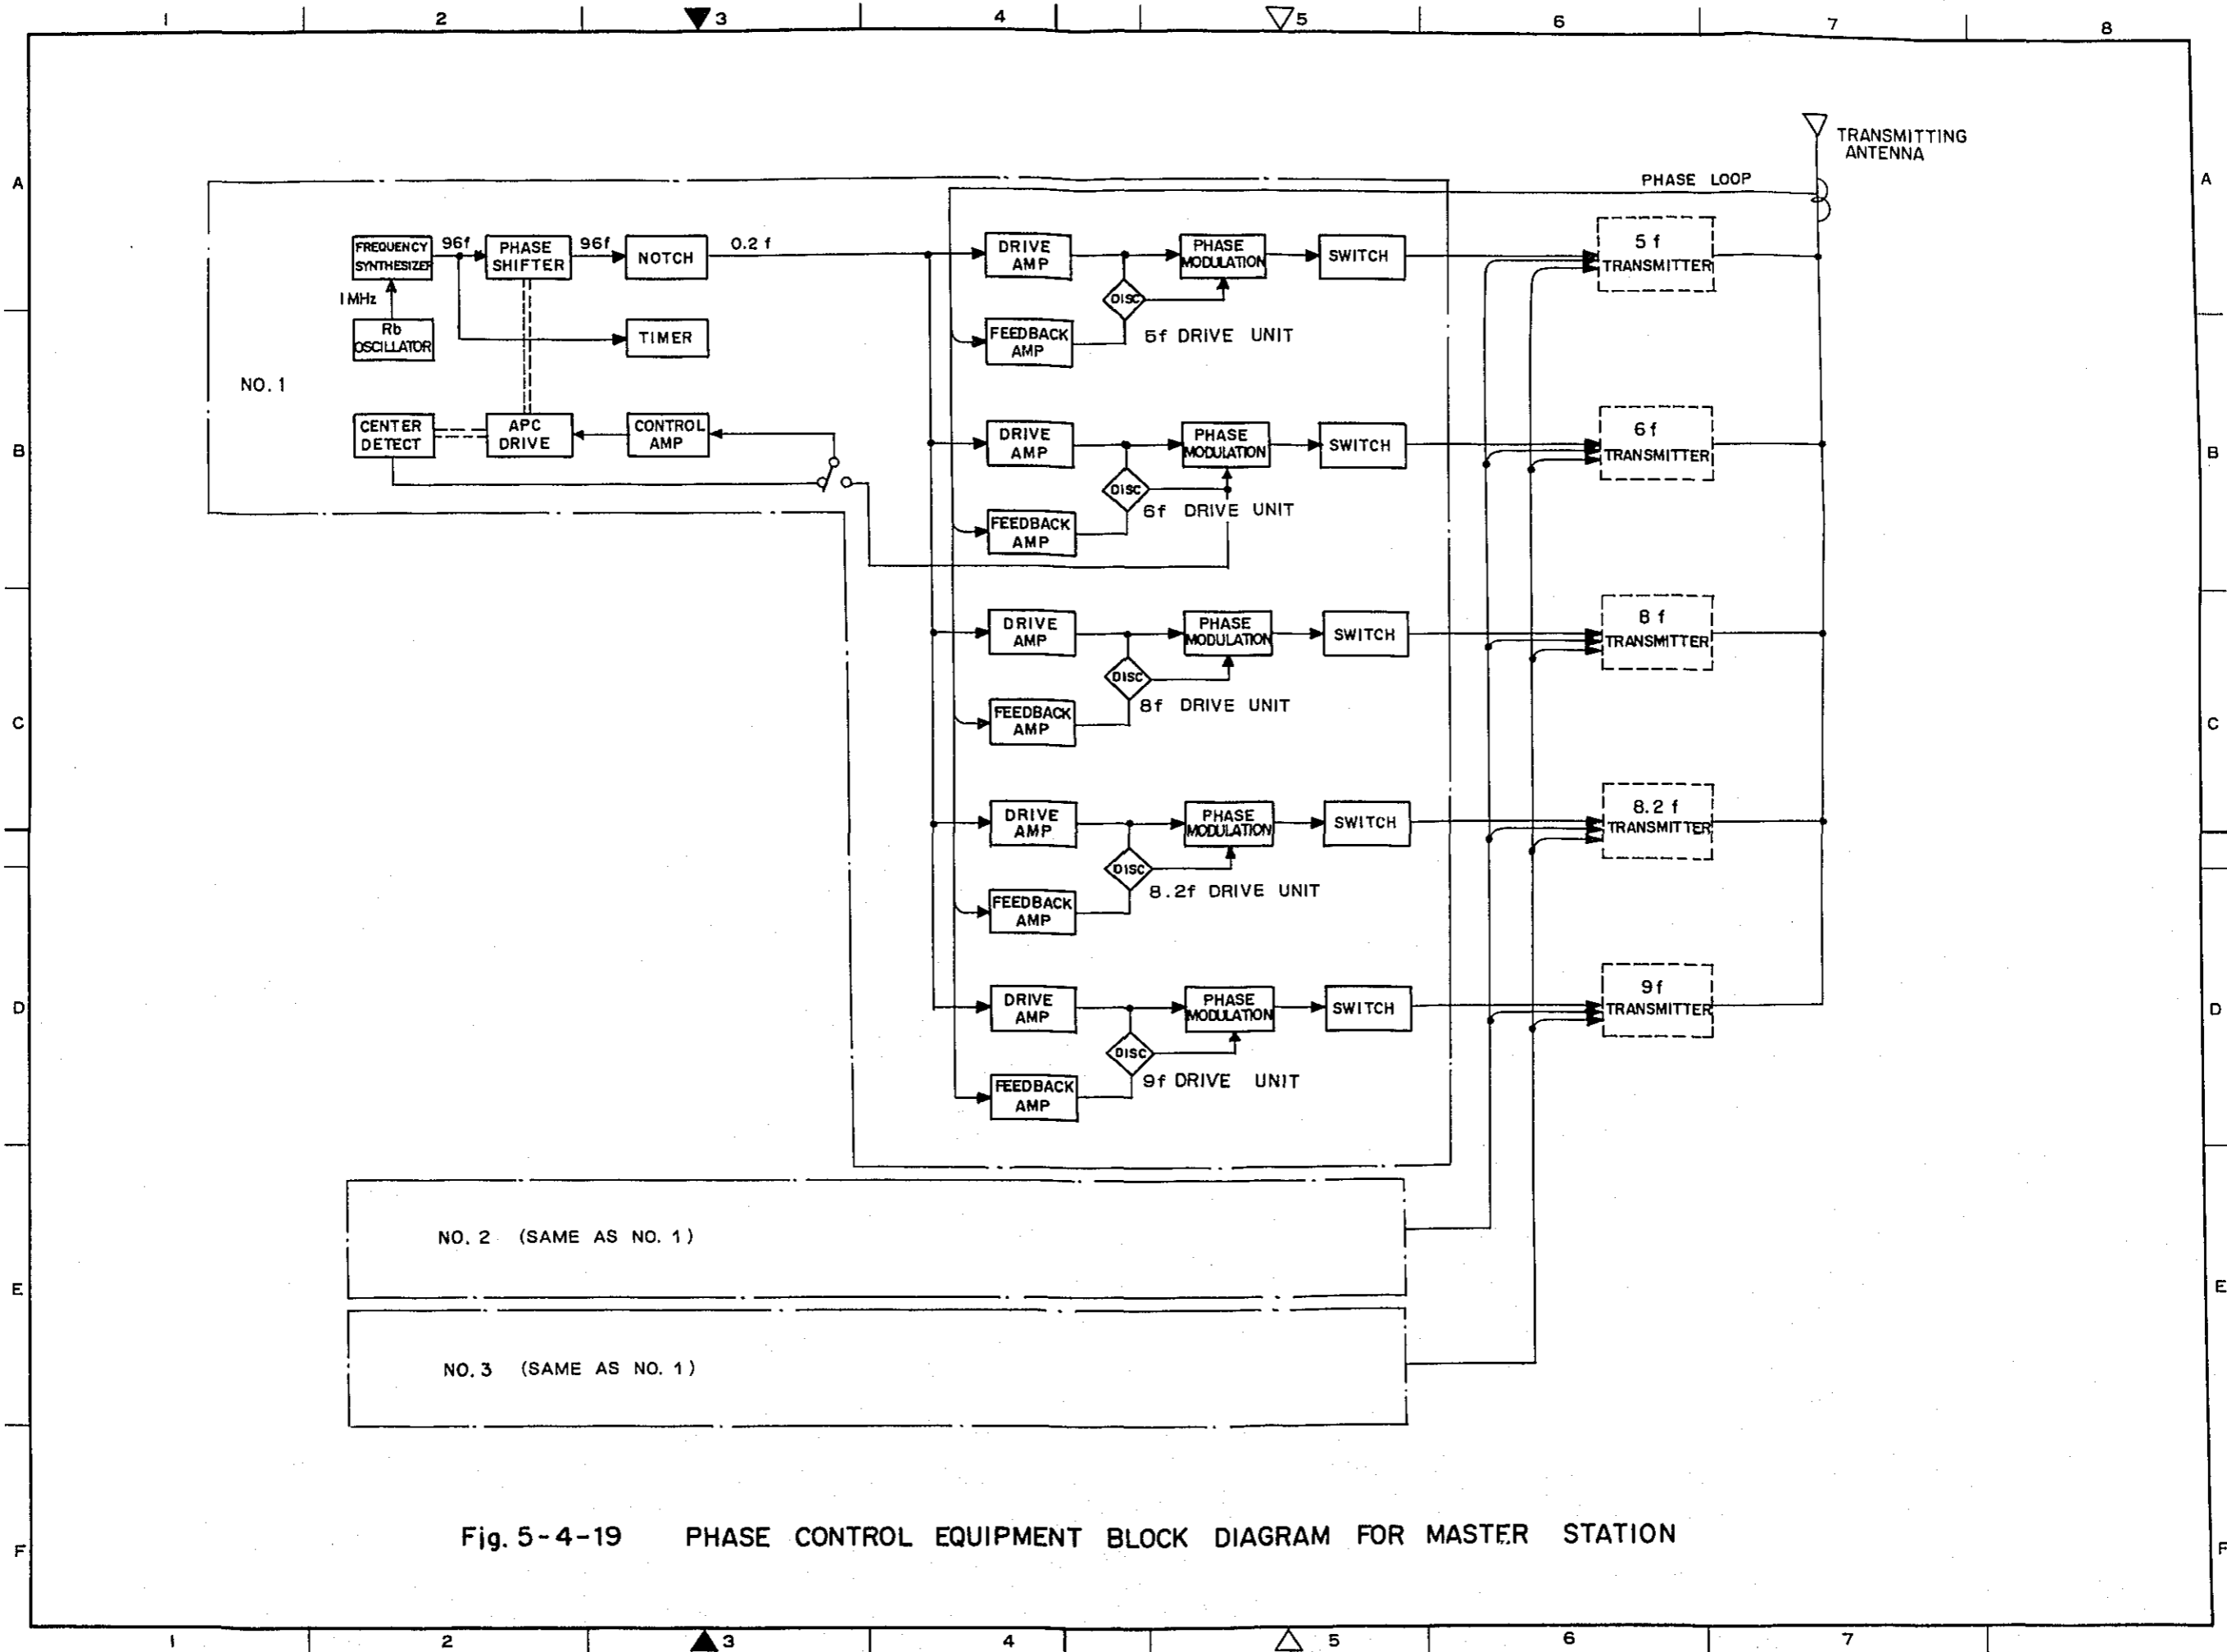 1 2 3 4 5 6 7 8
TRANSMITTING
ANTENNA
A
PHASE LOOP
A
FREQUENCY
SYNTHESIZER
96f
PHASE
SHIFTER
96f
NOTCH
0.2 f
DRIVE
AMP
PHASE
MODULATION
SWITCH
5 f
TRANSMITTER
1MHz
DISC
Rb
OSCILLATOR
TIMER
FEEDBACK
AMP
5f DRIVE UNIT
NO. 1
CENTER
DETECT
APC
DRIVE
CONTROL
AMP
DRIVE
AMP
PHASE
MODULATION
SWITCH
6f
TRANSMITTER
B
B
DISC
6f DRIVE UNIT
FEEDBACK
AMP
DRIVE
AMP
PHASE
MODULATION
SWITCH
8 f
TRANSMITTER
DISC
8f DRIVE UNIT
FEEDBACK
AMP
C
C
DRIVE
AMP
PHASE
MODULATION
SWITCH
8.2 f
TRANSMITTER
DISC
8.2f DRIVE UNIT
FEEDBACK
AMP
DRIVE
AMP
PHASE
MODULATION
SWITCH
9f
TRANSMITTER
D
D
DISC
9f DRIVE UNIT
FEEDBACK
AMP
NO. 2 (SAME AS NO. 1)
E
E
NO. 3 (SAME AS NO. 1)
Fig. 5-4-19 PHASE CONTROL EQUIPMENT BLOCK DIAGRAM FOR MASTER STATION
F
F
1 2 3 4 5 6 7